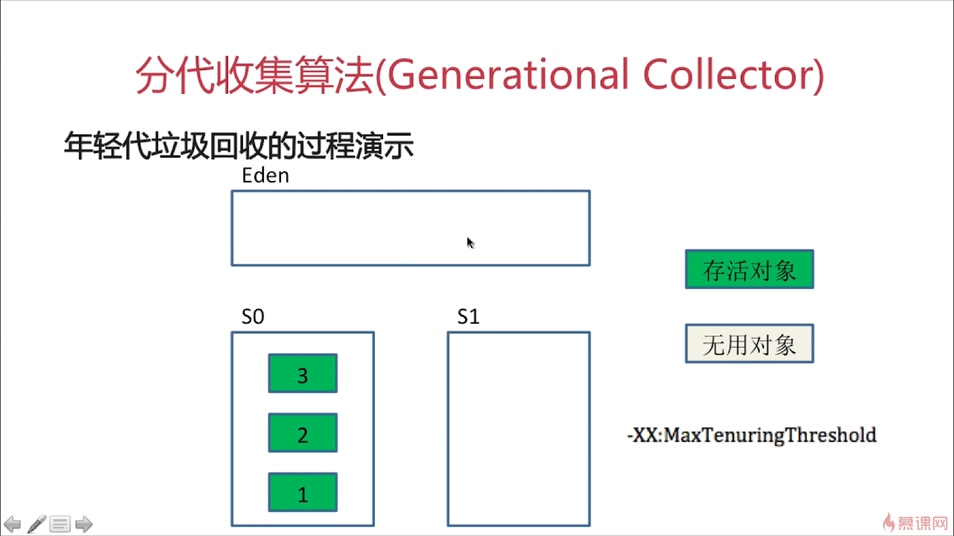 分代收集算法(Generational Collector)
年轻代垃圾回收的过程演示
Eden
存活对象
S0
S1
无用对象
3
2
1
-XX:MaxTenuringThreshold
慕课网